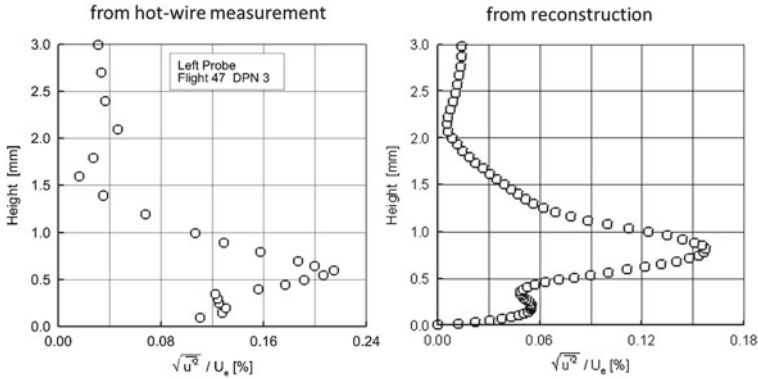 from hot-wire measurement
from reconstruction
3.0
2.5
2.0
1.5
1.0
0.5
0.0
Height [mm]
Left Probe
Flight 47 DPN 3
0.00
0.08
0.16
0.24
√u'² / Uₑ [%]
3.0
2.5
2.0
1.5
1.0
0.5
0.0
Height [mm]
0.00
0.06
0.12
0.18
√u'² / Uₑ [%]